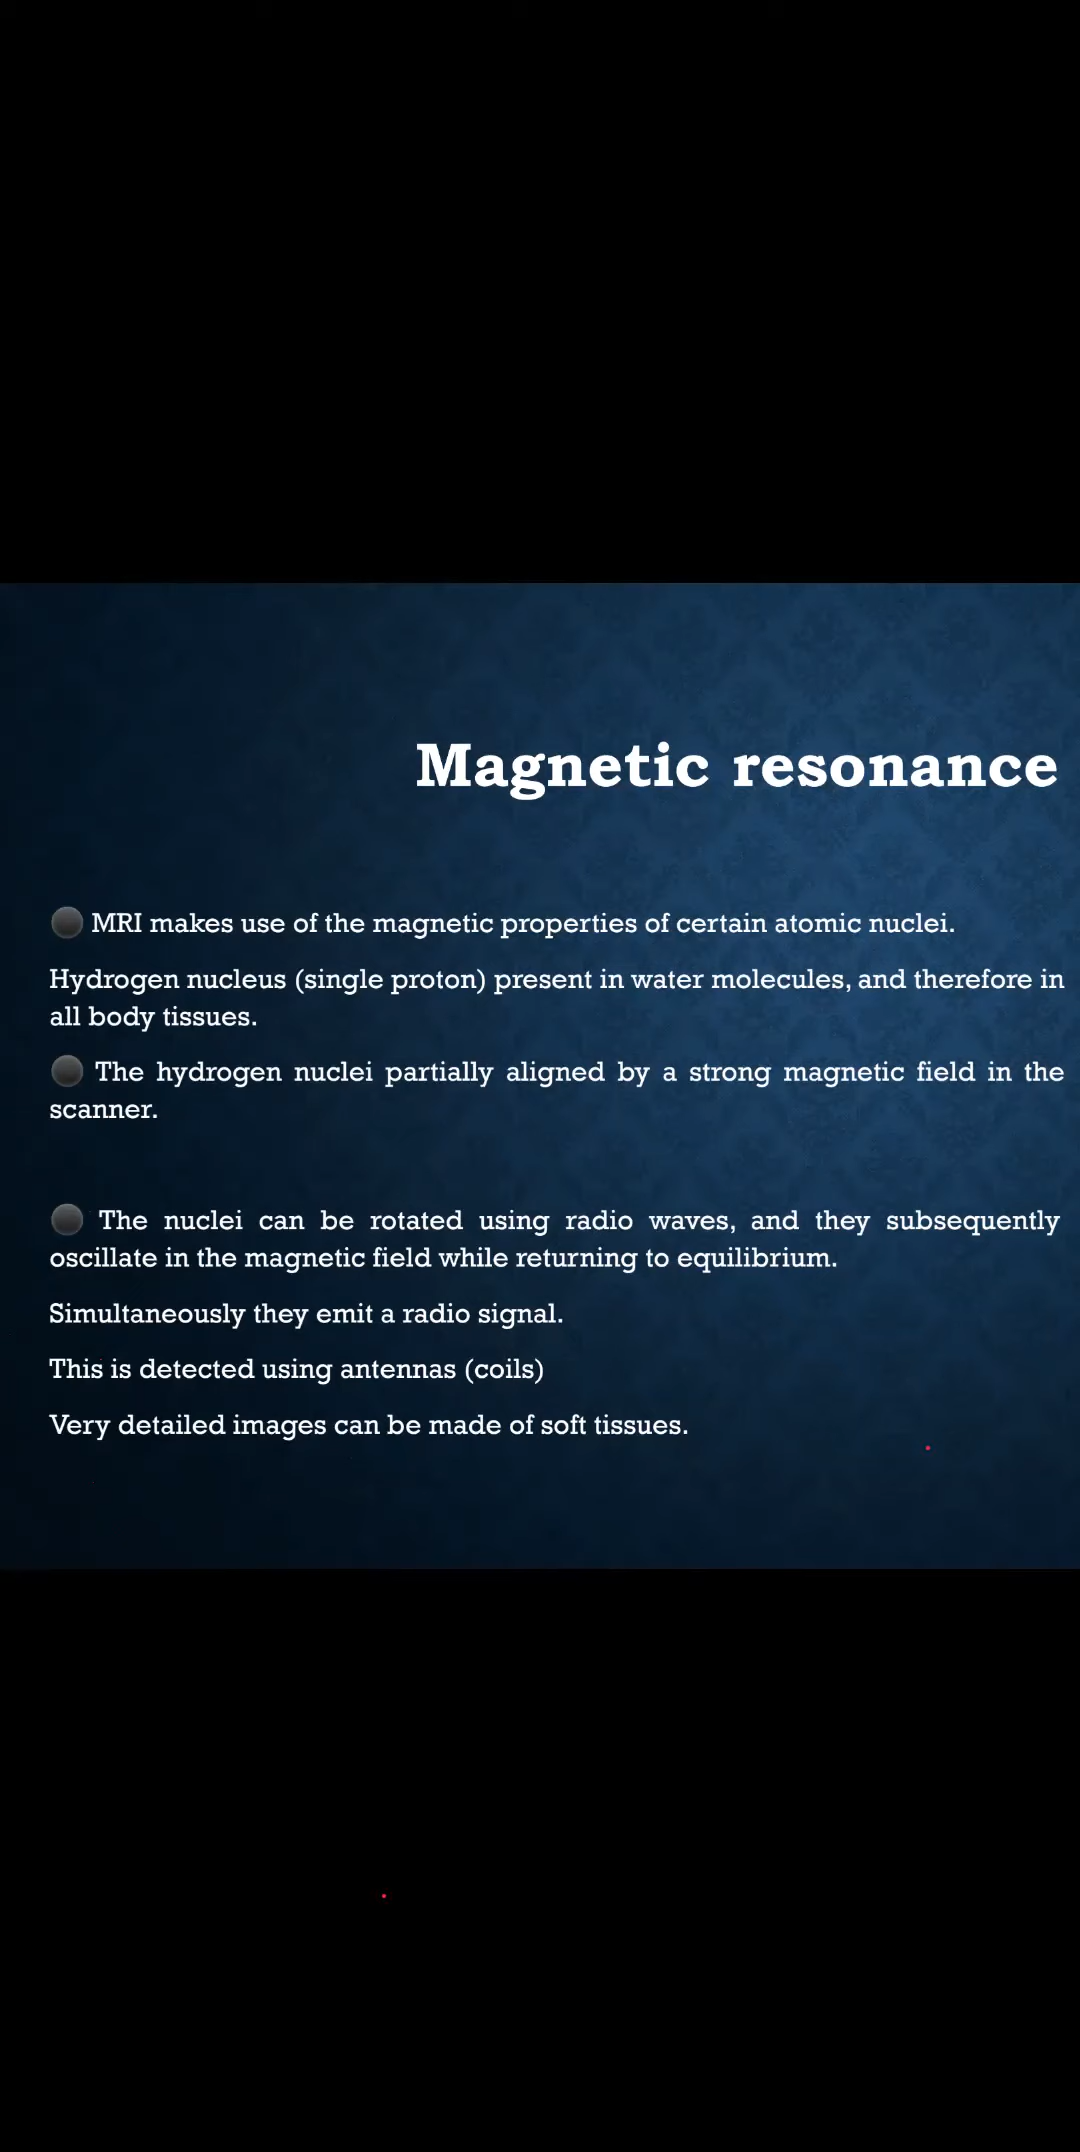 Magnetic resonance
MRI makes use of the magnetic properties of certain atomic nuclei.
Hydrogen nucleus (single proton) present in water molecules, and therefore in
all body tissues.
The hydrogen nuclei partially aligned by a strong magnetic field in the
scanner.
The nuclei can be rotated using radio waves, and they subsequently
oscillate in the magnetic field while returning to equilibrium.
Simultaneously they emit a radio signal.
This is detected using antennas (coils)
Very detailed images can be made of soft tissues.